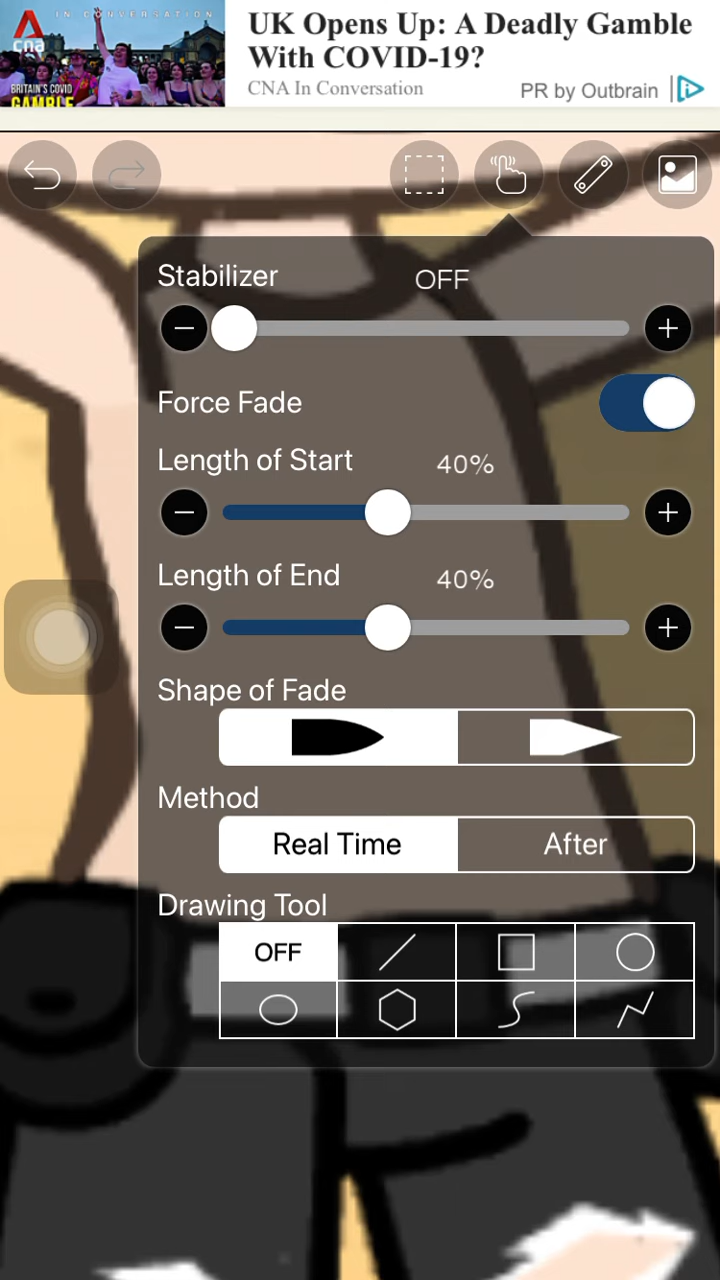 IN CONVERSATION
cna
BRITAIN'S COVID
GAMBLE
UK Opens Up: A Deadly Gamble
With COVID-19?
CNA In Conversation
PR by Outbrain
Stabilizer
OFF
Force Fade
Length of Start
40%
Length of End
40%
Shape of Fade
Method
Real Time
After
Drawing Tool
OFF